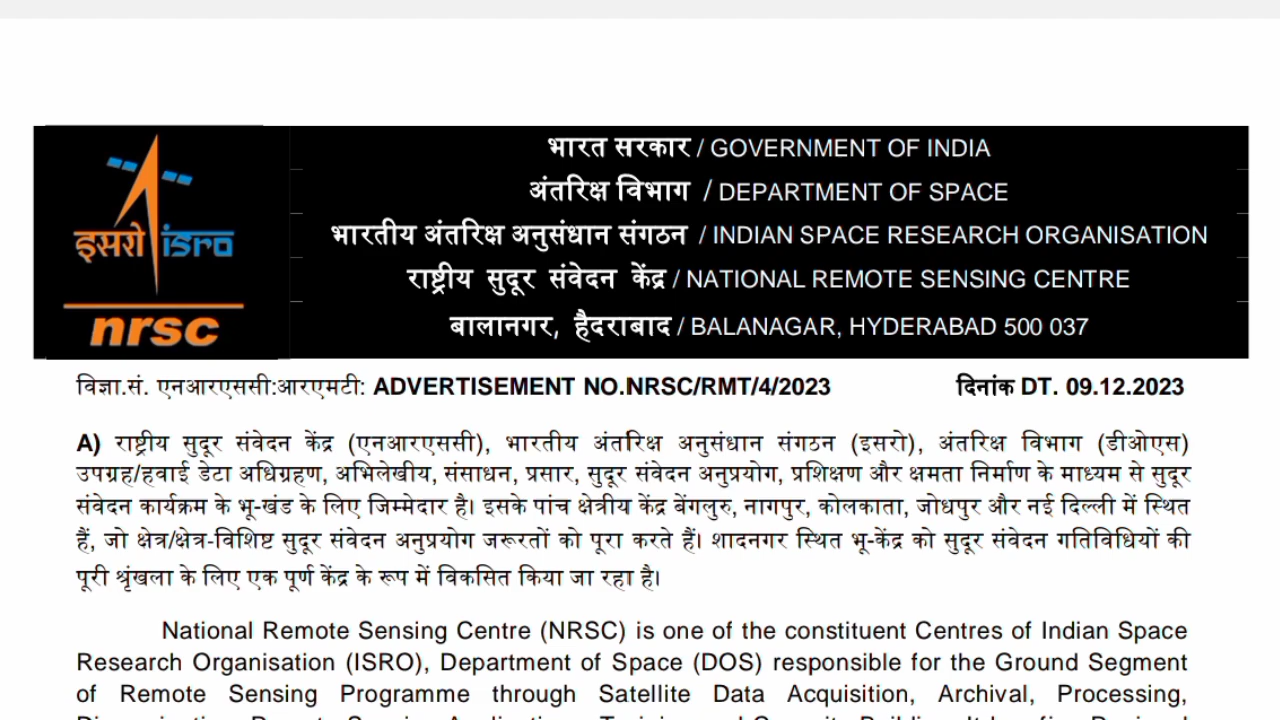 इसरो isro
nrsc
भारत सरकार / GOVERNMENT OF INDIA
अंतरिक्ष विभाग / DEPARTMENT OF SPACE
भारतीय अंतरिक्ष अनुसंधान संगठन / INDIAN SPACE RESEARCH ORGANISATION
राष्ट्रीय सुदूर संवेदन केंद्र / NATIONAL REMOTE SENSING CENTRE
बालानगर, हैदराबाद / BALANAGAR, HYDERABAD 500 037
विज्ञा.सं. एनआरएससी:आरएमटी: ADVERTISEMENT NO.NRSC/RMT/4/2023 दिनांक DT. 09.12.2023
A) राष्ट्रीय सुदूर संवेदन केंद्र (एनआरएससी), भारतीय अंतरिक्ष अनुसंधान संगठन (इसरो), अंतरिक्ष विभाग (डीओएस)
उपग्रह/हवाई डेटा अधिग्रहण, अभिलेखीय, संसाधन, प्रसार, सुदूर संवेदन अनुप्रयोग, प्रशिक्षण और क्षमता निर्माण के माध्यम से सुदूर
संवेदन कार्यक्रम के भू-खंड के लिए जिम्मेदार है। इसके पांच क्षेत्रीय केंद्र बेंगलुरु, नागपुर, कोलकाता, जोधपुर और नई दिल्ली में स्थित
हैं, जो क्षेत्र/क्षेत्र-विशिष्ट सुदूर संवेदन अनुप्रयोग जरूरतों को पूरा करते हैं। शादनगर स्थित भू-केंद्र को सुदूर संवेदन गतिविधियों की
पूरी श्रृंखला के लिए एक पूर्ण केंद्र के रूप में विकसित किया जा रहा है।
National Remote Sensing Centre (NRSC) is one of the constituent Centres of Indian Space
Research Organisation (ISRO), Department of Space (DOS) responsible for the Ground Segment
of Remote Sensing Programme through Satellite Data Acquisition, Archival, Processing,